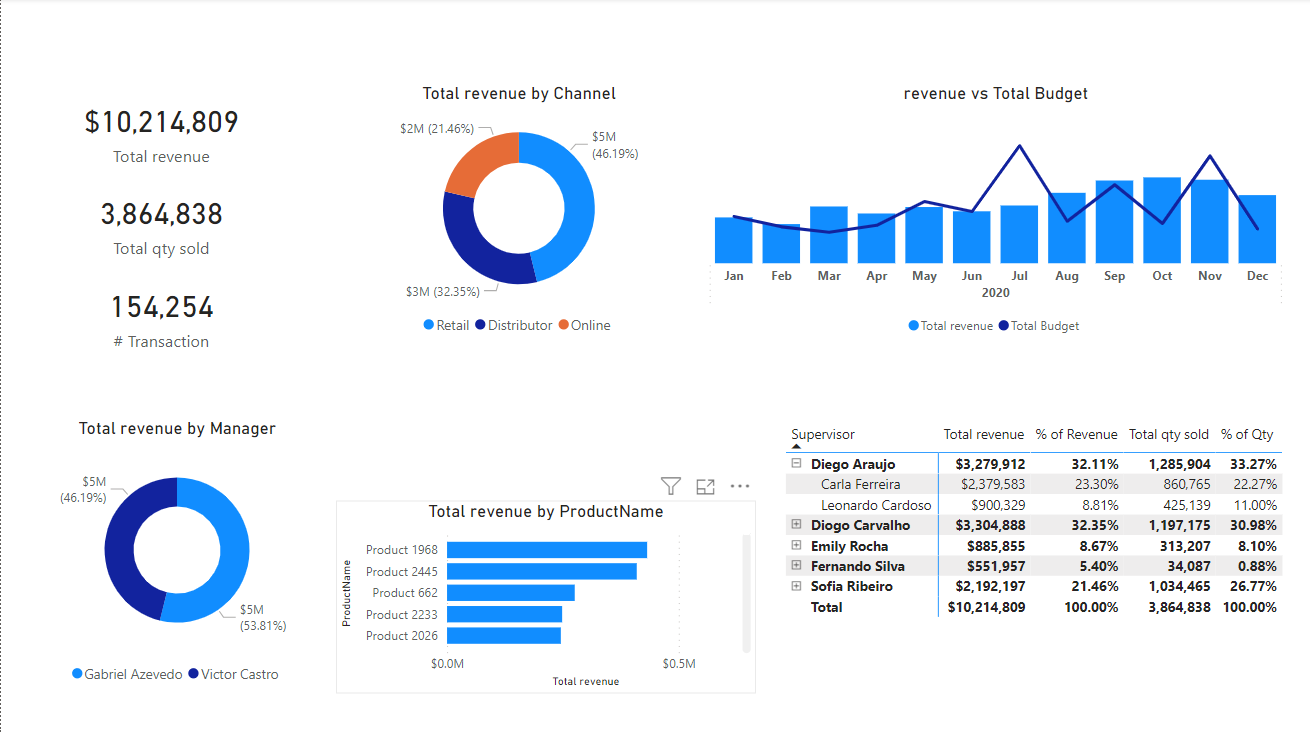 $10,214,809
Total revenue
3,864,838
Total qty sold
154,254
# Transaction
Total revenue by Channel
$2M (21.46%)
$5M
(46.19%)
$3M (32.35%)
Retail Distributor Online
revenue vs Total Budget
Jan Feb Mar Apr May Jun Jul Aug Sep Oct Nov Dec
2020
Total revenue Total Budget
Total revenue by Manager
$5M
(46.19%)
$5M
(53.81%)
Gabriel Azevedo Victor Castro
Total revenue by ProductName
ProductName
Product 1968
Product 2445
Product 662
Product 2233
Product 2026
$0.0M $0.5M
Total revenue
Supervisor Total revenue % of Revenue Total qty sold % of Qty
Diego Araujo $3,279,912 32.11% 1,285,904 33.27%
Carla Ferreira $2,379,583 23.30% 860,765 22.27%
Leonardo Cardoso $900,329 8.81% 425,139 11.00%
Diogo Carvalho $3,304,888 32.35% 1,197,175 30.98%
Emily Rocha $885,855 8.67% 313,207 8.10%
Fernando Silva $551,957 5.40% 34,087 0.88%
Sofia Ribeiro $2,192,197 21.46% 1,034,465 26.77%
Total $10,214,809 100.00% 3,864,838 100.00%